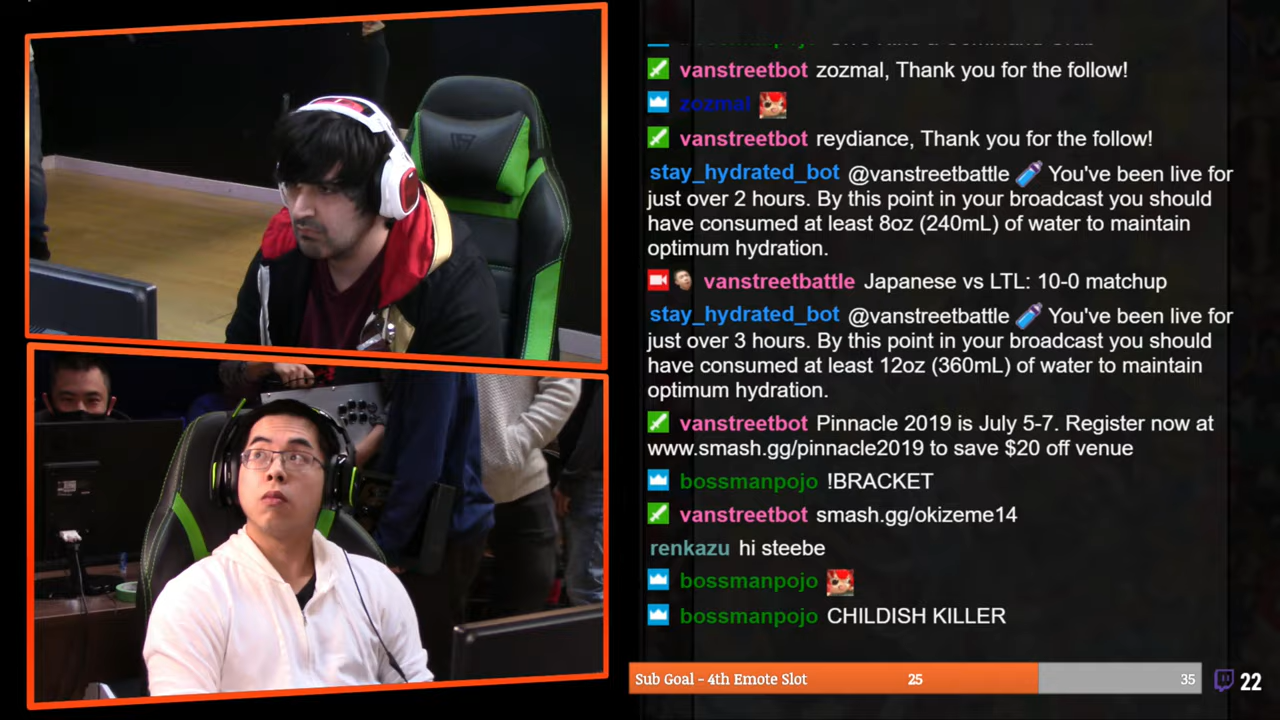 vanstreetbot zozmal, Thank you for the follow!
zozmal
vanstreetbot reydiance, Thank you for the follow!
stay_hydrated_bot @vanstreetbattle You've been live for
just over 2 hours. By this point in your broadcast you should
have consumed at least 8oz (240mL) of water to maintain
optimum hydration.
vanstreetbattle Japanese vs LTL: 10-0 matchup
stay_hydrated_bot @vanstreetbattle You've been live for
just over 3 hours. By this point in your broadcast you should
have consumed at least 12oz (360mL) of water to maintain
optimum hydration.
vanstreetbot Pinnacle 2019 is July 5-7. Register now at
www.smash.gg/pinnacle2019 to save $20 off venue
bossmanpojo !BRACKET
vanstreetbot smash.gg/okizeme14
renkazu hi steebe
bossmanpojo
bossmanpojo CHILDISH KILLER
Sub Goal - 4th Emote Slot 25 35
22